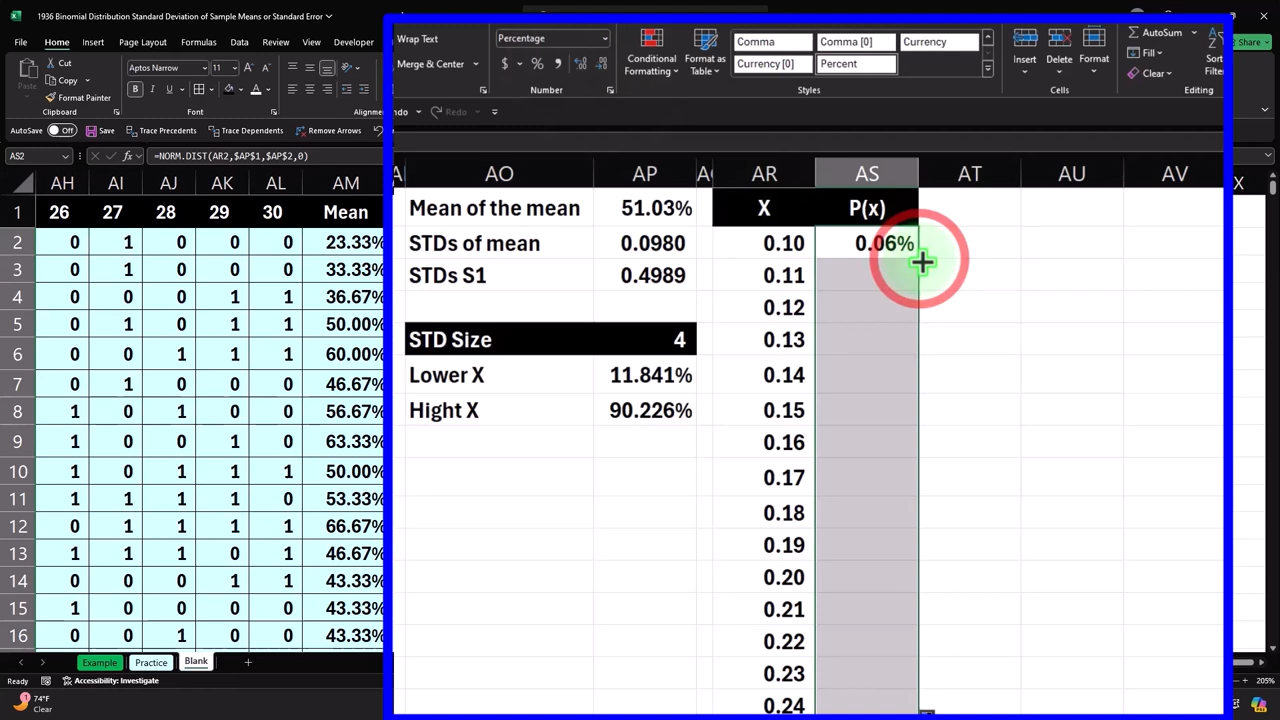 1936 Binomial Distribution Standard Deviation of Sample Means or Standard Error
File Home Insert Review
Share
Cut
Copy
Format Painter
Clipboard
Aptos Narrow 11
B I U
Font
Alignment
Wrap Text
Merge & Center
Percentage
$ % 9
Number
Conditional Formatting
Format as Table
Comma Comma [0] Currency
Currency [0] Percent
Styles
Insert Delete Format
Cells
AutoSum
Fill
Clear
Sort
Filter
Editing
AutoSave Off Save Trace Precedents Trace Dependents Remove Arrows Redo
AS2 fx =NORM.DIST(AR2,$AP$1,$AP$2,0)
AH AI AJ AK AL AM AO AP AR AS AT AU AV X
1 26 27 28 29 30 Mean Mean of the mean 51.03% X P(x)
2 0 1 0 0 0 23.33% STDs of mean 0.0980 0.10 0.06%
3 0 1 0 0 0 33.33% STDs S1 0.4989 0.11
4 0 0 0 1 1 36.67% 0.12
5 0 1 0 1 1 50.00% STD Size 4 0.13
6 0 0 1 1 1 60.00% Lower X 11.841% 0.14
7 0 1 0 1 0 46.67% Hight X 90.226% 0.15
8 0 1 1 1 0 56.67% 0.16
9 0 1 0 1 0 63.33% 0.17
10 0 1 1 1 0 50.00% 0.18
11 0 1 1 1 0 53.33% 0.19
12 0 1 1 1 0 66.67% 0.20
13 0 1 1 0 1 46.67% 0.21
14 0 0 0 1 1 43.33% 0.22
15 1 0 0 0 1 43.33% 0.23
16 0 0 1 0 0 43.33% 0.24
Example Practice Blank
Ready Accessibility: Investigate 205%
74°F
Clear